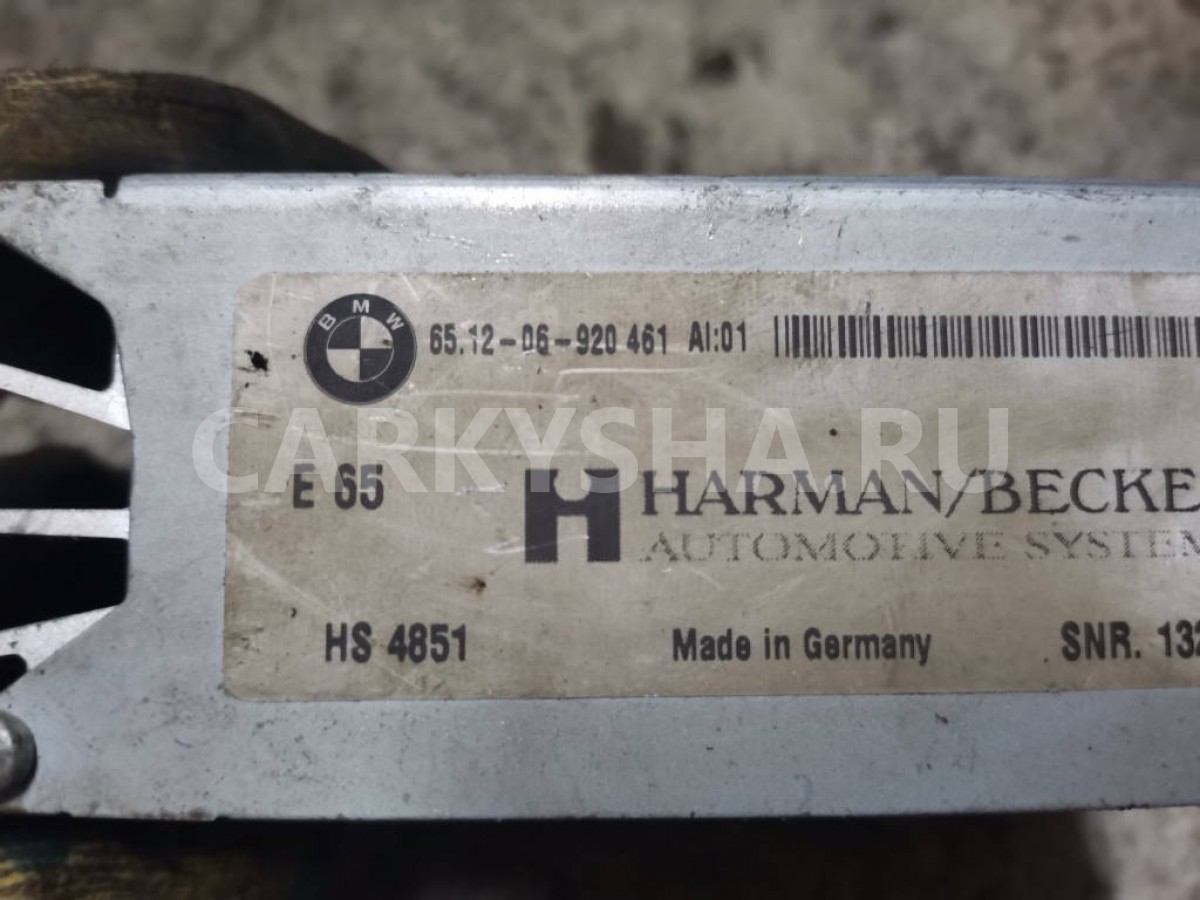 BMW 65.12-06-920 461 AI:01
CARKYSHA.RU
E 65
HARMAN/BECKE
AUTOMOTIVE SYSTEM
HS 4851
Made in Germany
SNR. 132